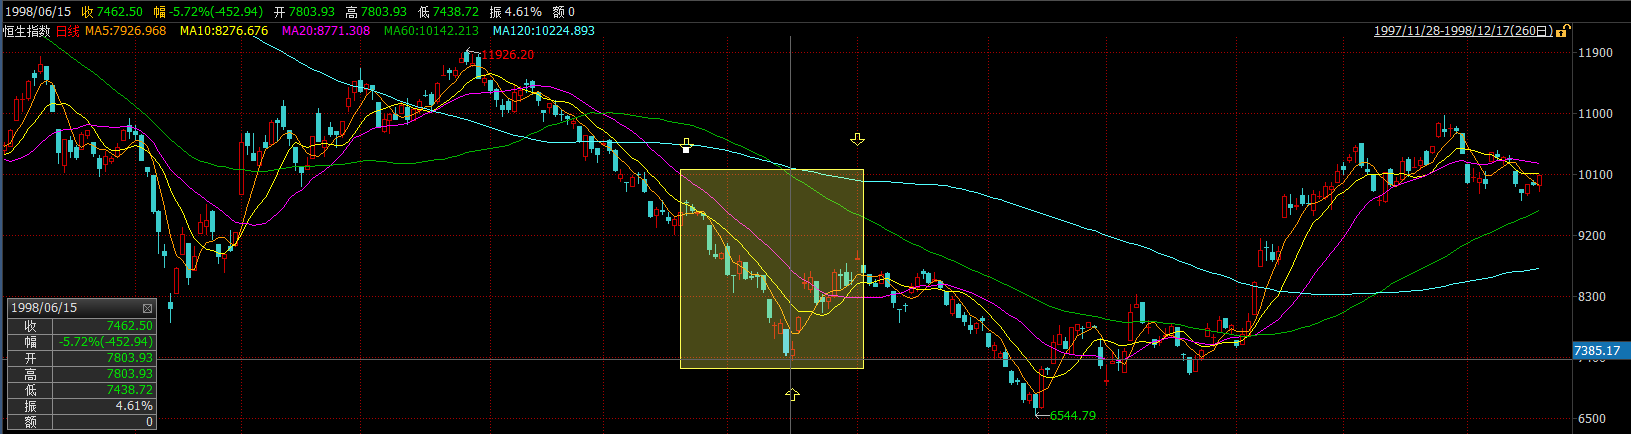 1998/06/15 收 7462.50 幅 -5.72%(-452.94) 开 7803.93 高 7803.93 低 7438.72 振 4.61% 额 0
恒生指数 日线 MA5:7926.968 MA10:8276.676 MA20:8771.308 MA60:10142.213 MA120:10224.893 1997/11/28-1998/12/17(260日)
11926.20
11900
11000
10100
9200
8300
7385.17
6500
6544.79
1998/06/15
收 7462.50
幅 -5.72%(-452.94)
开 7803.93
高 7803.93
低 7438.72
振 4.61%
额 0